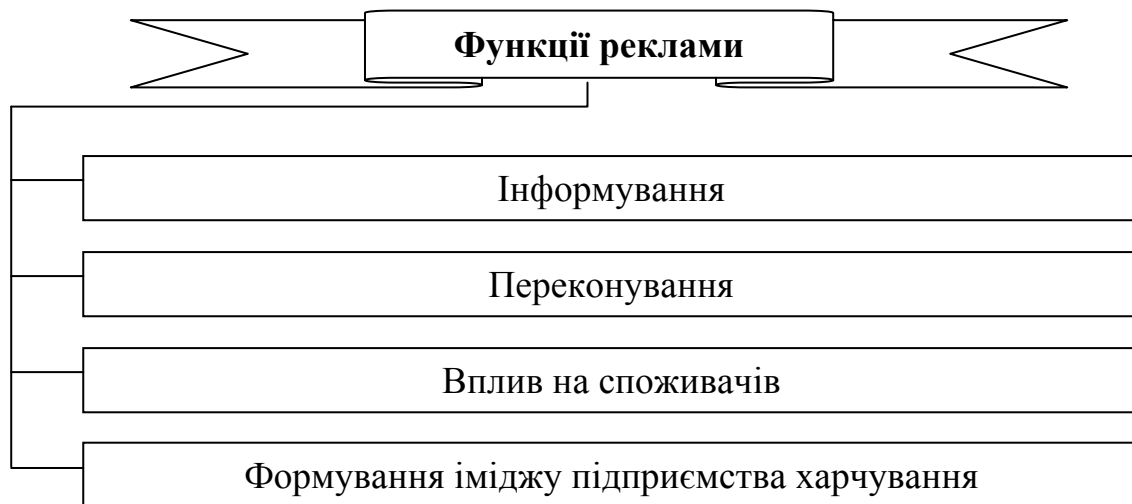 Функції реклами
Інформування
Переконування
Вплив на споживачів
Формування іміджу підприємства харчування